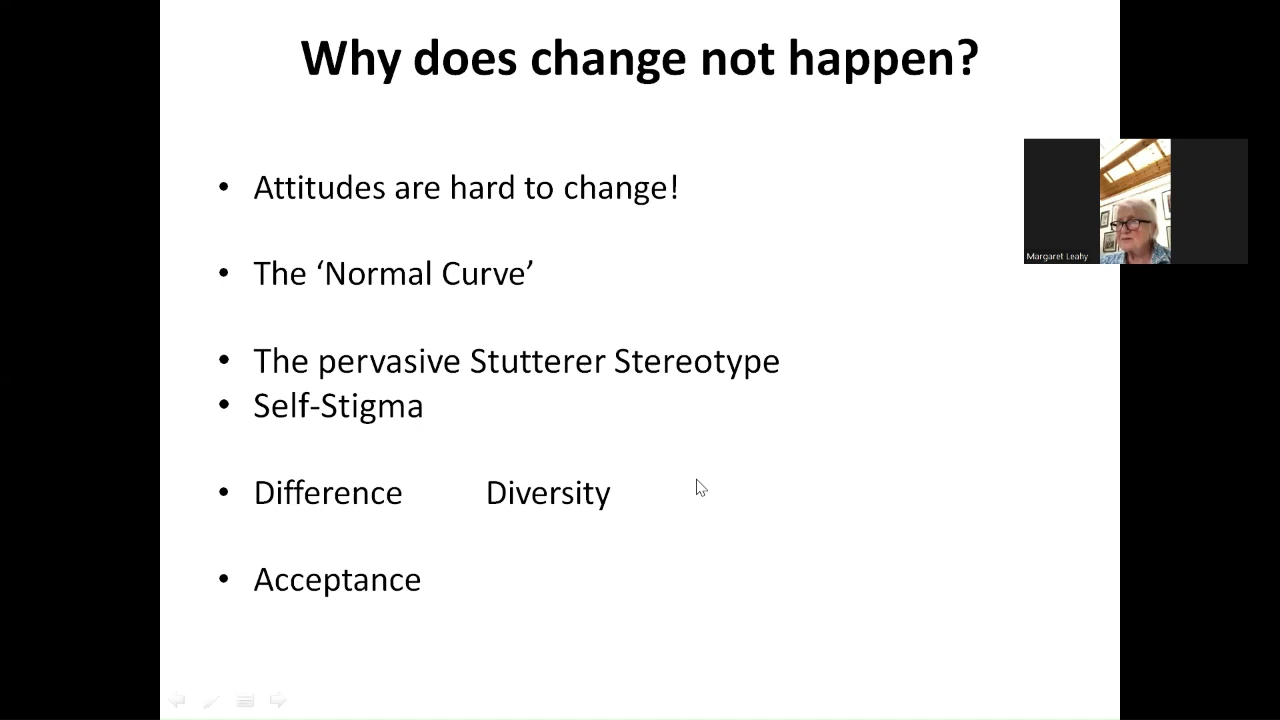 Why does change not happen?
• Attitudes are hard to change!
• The ‘Normal Curve’
• The pervasive Stutterer Stereotype
• Self-Stigma
• Difference Diversity
• Acceptance
Margaret Leahy